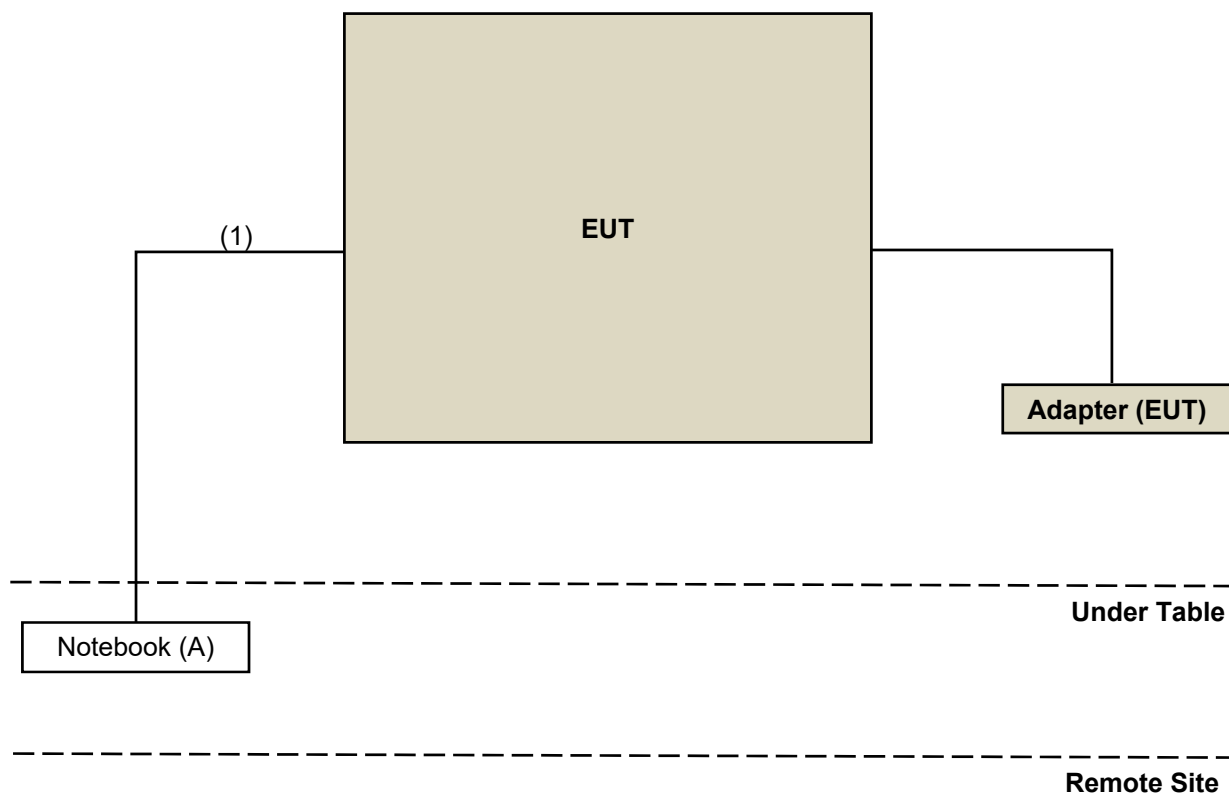 (1)
EUT
Adapter (EUT)
Under Table
Notebook (A)
Remote Site